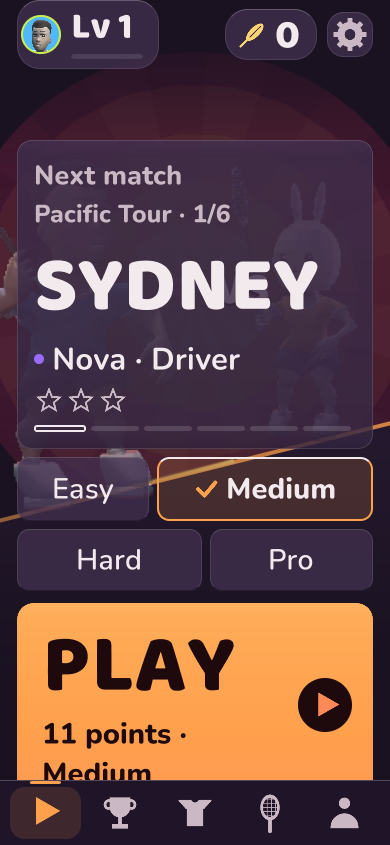 Lv 1
0
Next match
Pacific Tour · 1/6
SYDNEY
Nova · Driver
Easy
Medium
Hard
Pro
PLAY
11 points ·
Medium